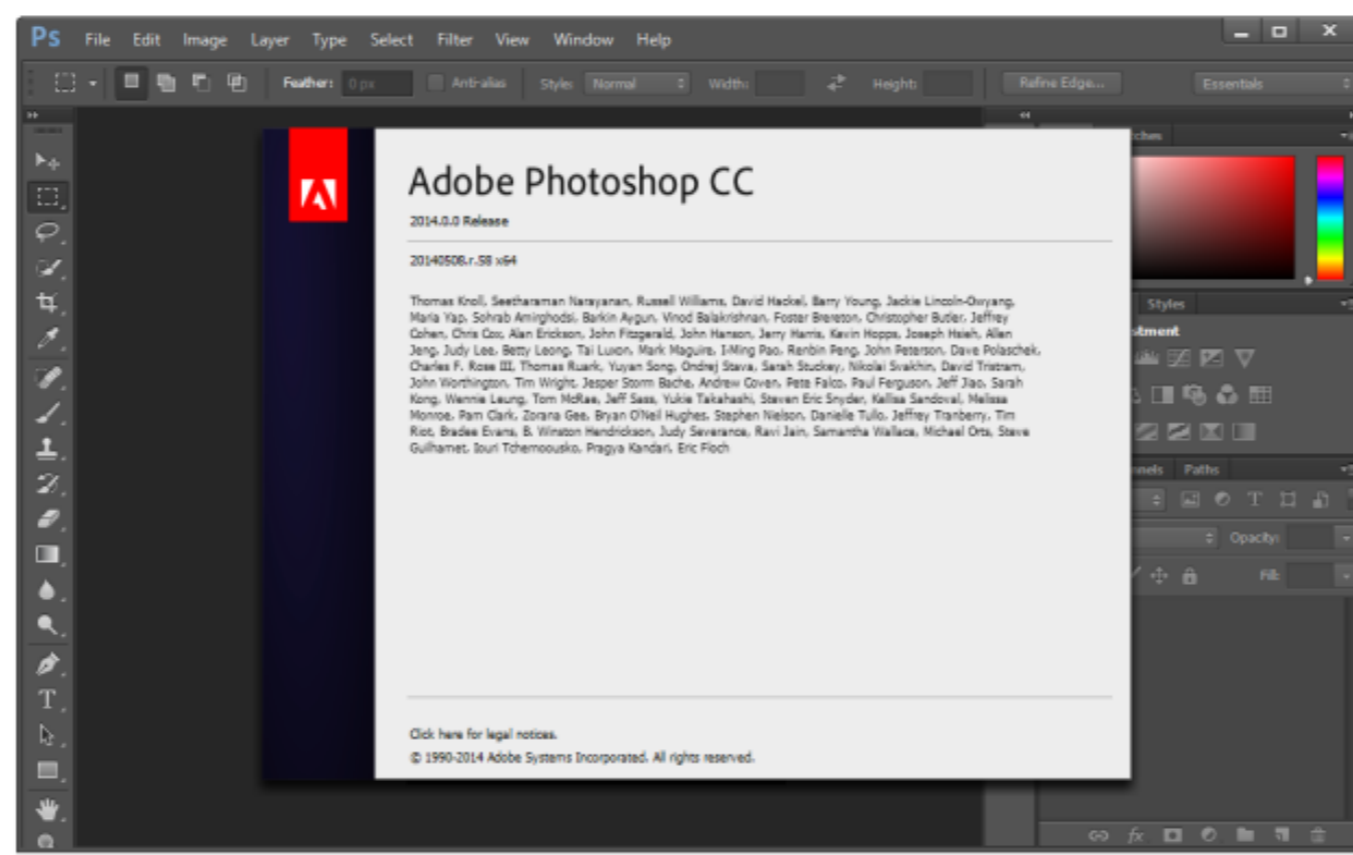 Ps File Edit Image Layer Type Select Filter View Window Help
Feather: 0 px Anti-alias Style: Normal Width: Height: Refine Edge... Essentials
Adobe Photoshop CC
2014.0.0 Release
20140508.r.58 x64
Thomas Knoll, Seetharaman Narayanan, Russell Williams, David Hackel, Barry Young, Jackie Lincoln-Owyang,
Maria Yap, Sohrab Amirghodsi, Barkin Aygun, Vinod Balakrishnan, Foster Brereton, Christopher Butler, Jeffrey
Cohen, Chris Cox, Alan Erickson, John Fitzgerald, John Hanson, Jerry Harris, Kevin Hopps, Joseph Hsieh, Allen
Jeng, Judy Lee, Betty Leong, Tai Luxon, Mark Maguire, I-Ming Pao, Renbin Peng, John Peterson, Dave Polaschek,
Charles F. Rose III, Thomas Ruark, Yuyan Song, Ondrej Stava, Sarah Stuckey, Nikolai Svakhin, David Tristram,
John Worthington, Tim Wright, Jesper Storm Bache, Andrew Coven, Pete Falco, Paul Ferguson, Jeff Jiao, Sarah
Kong, Wennie Leung, Tom McRae, Jeff Sass, Yukie Takahashi, Steven Eric Snyder, Kellisa Sandoval, Melissa
Monroe, Pam Clark, Zorana Gee, Bryan O'Neil Hughes, Stephen Nielson, Danielle Tullo, Jeffrey Tranberry, Tim
Riot, Bradee Evans, B. Winston Hendrickson, Judy Severance, Ravi Jain, Samantha Wallace, Michael Orts, Steve
Guilhamet, Iouri Tchernoousko, Pragya Kandari, Eric Floch
Styles
Paths
Opacity:
Fill:
Click here for legal notices.
© 1990-2014 Adobe Systems Incorporated. All rights reserved.